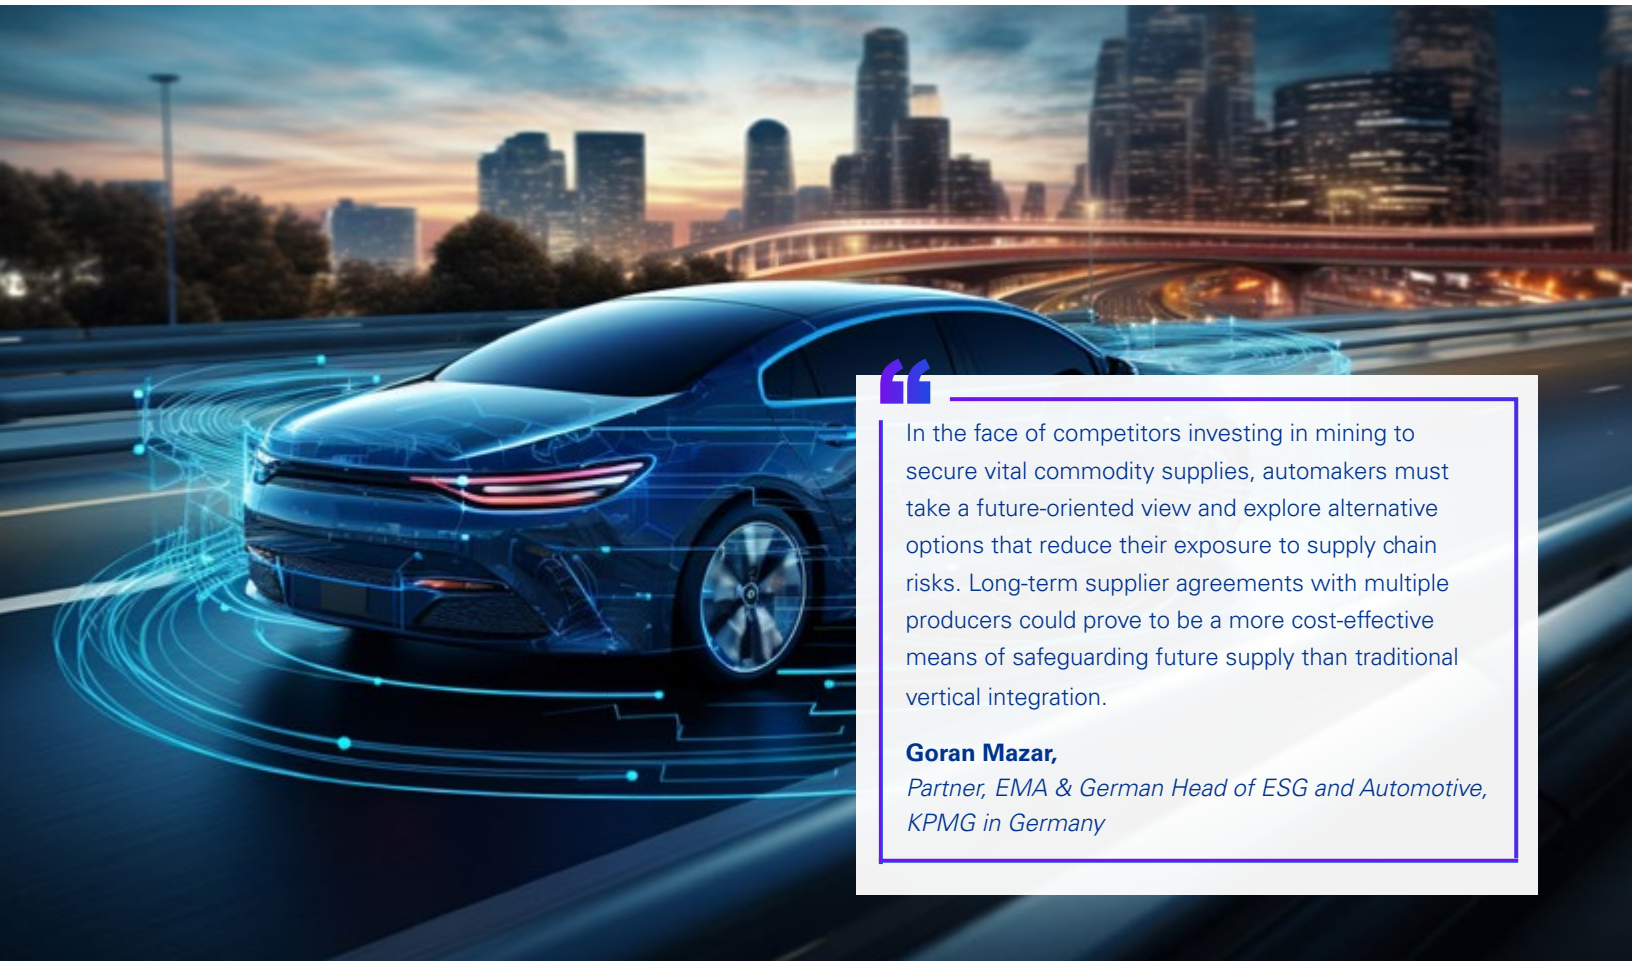 “
In the face of competitors investing in mining to
secure vital commodity supplies, automakers must
take a future-oriented view and explore alternative
options that reduce their exposure to supply chain
risks. Long-term supplier agreements with multiple
producers could prove to be a more cost-effective
means of safeguarding future supply than traditional
vertical integration.
Goran Mazar,
Partner, EMA & German Head of ESG and Automotive,
KPMG in Germany